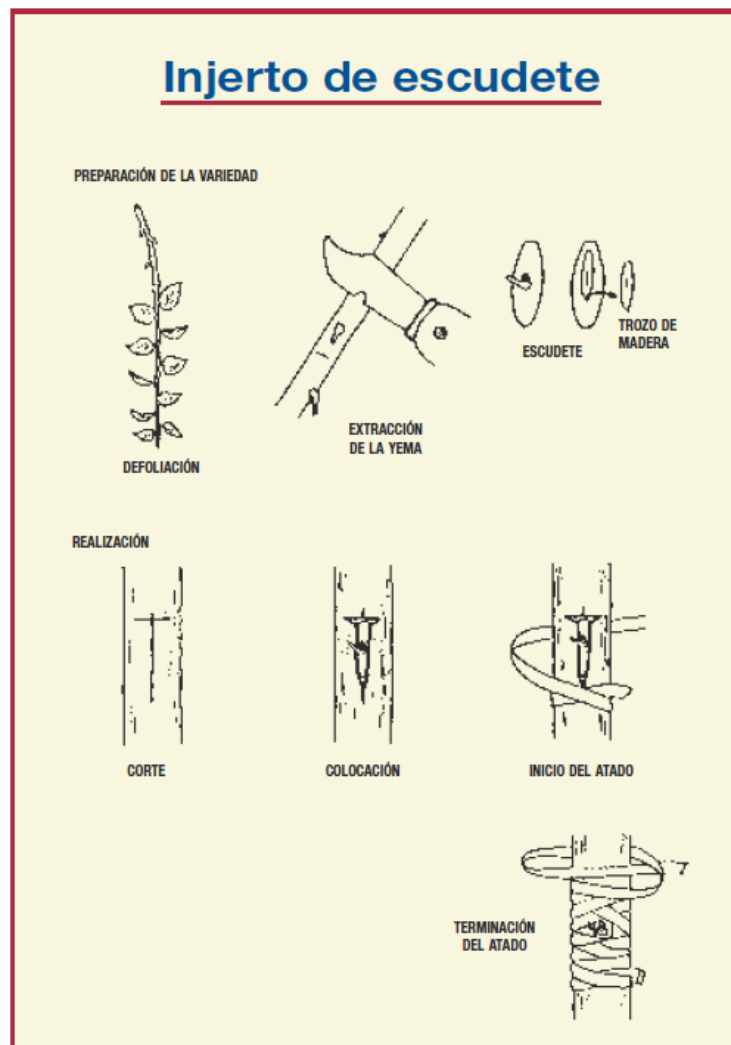 Injerto de escudete
PREPARACIÓN DE LA VARIEDAD
DEFOLIACIÓN
EXTRACCIÓN
DE LA YEMA
ESCUDETE
TROZO DE
MADERA
REALIZACIÓN
CORTE
COLOCACIÓN
INICIO DEL ATADO
TERMINACIÓN
DEL ATADO